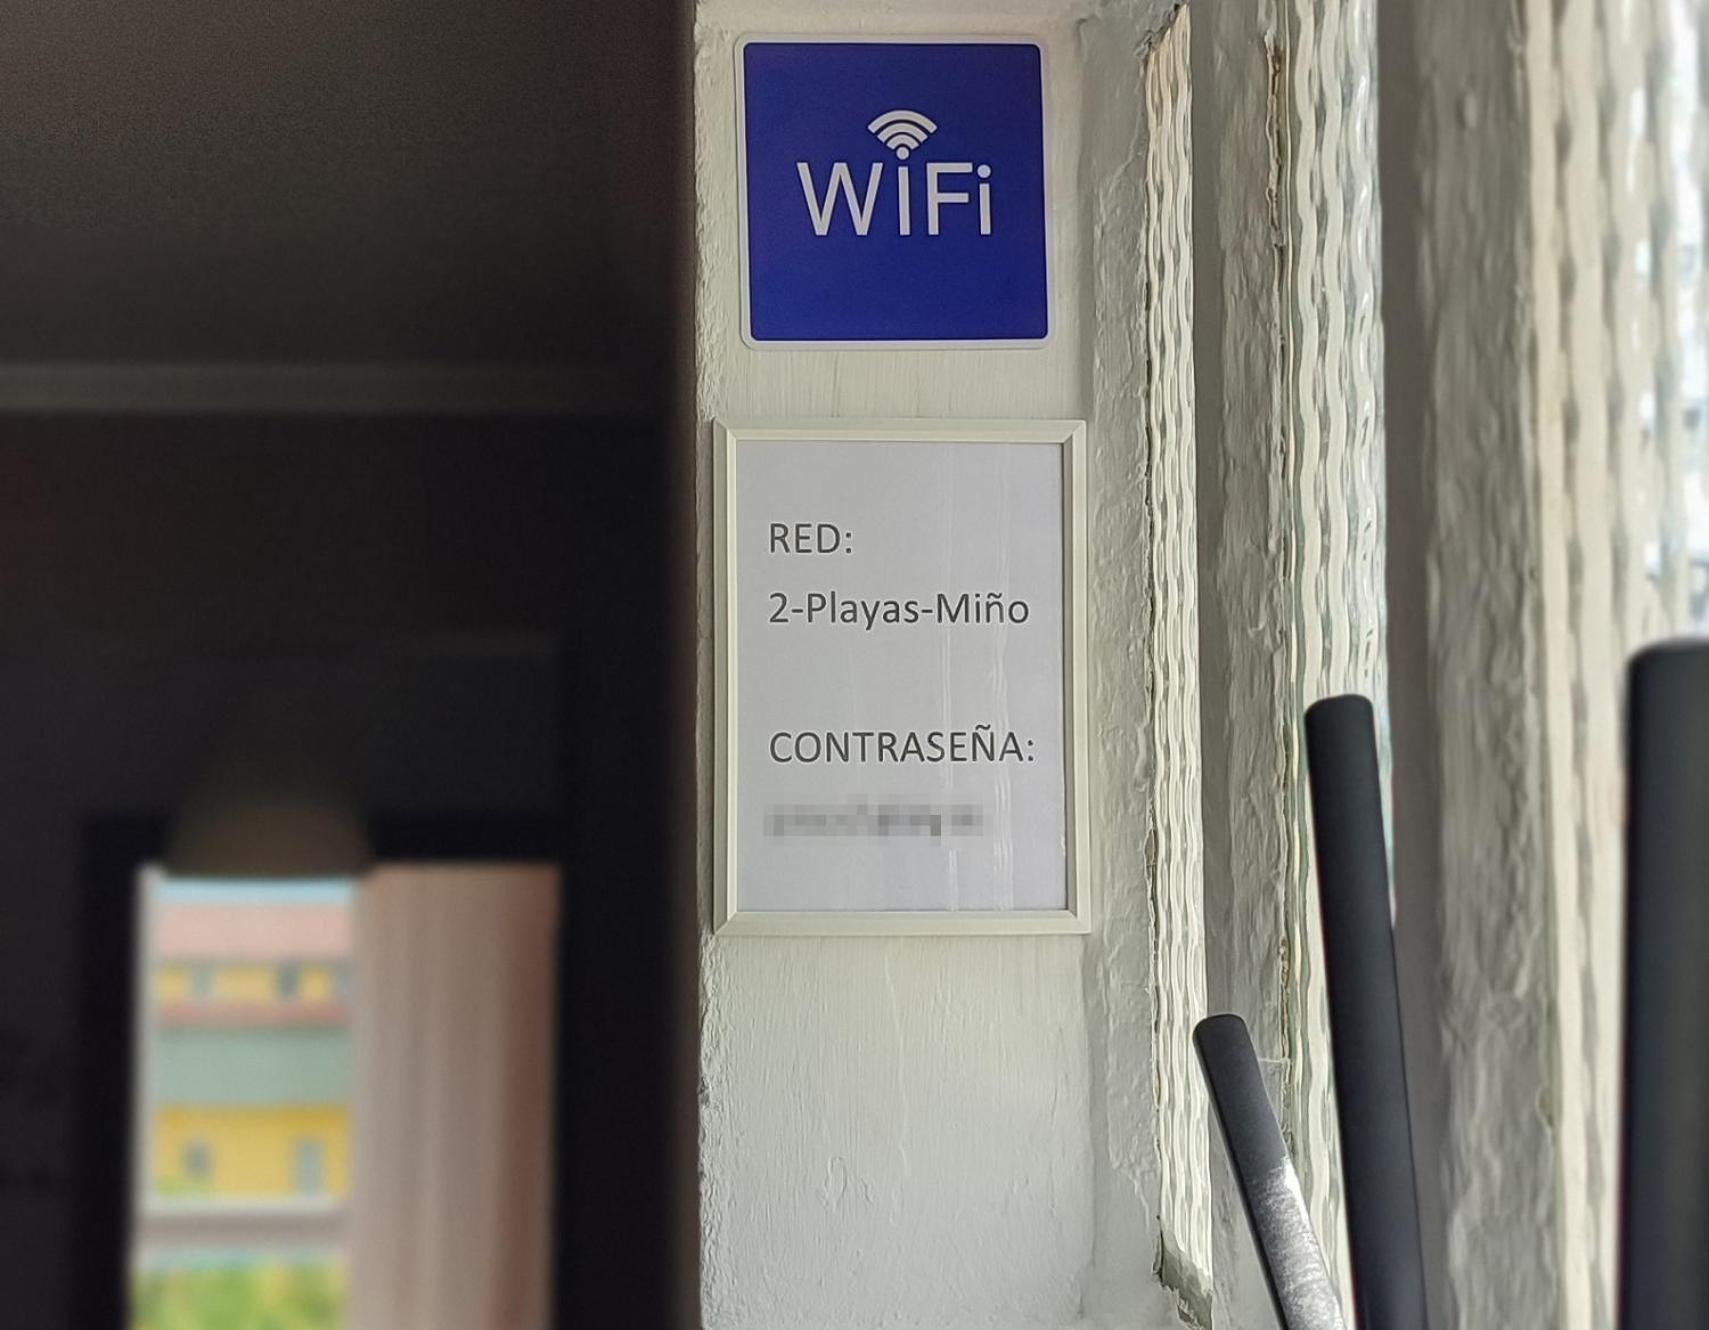 WiFi
RED:
2-Playas-Miño
CONTRASEÑA: